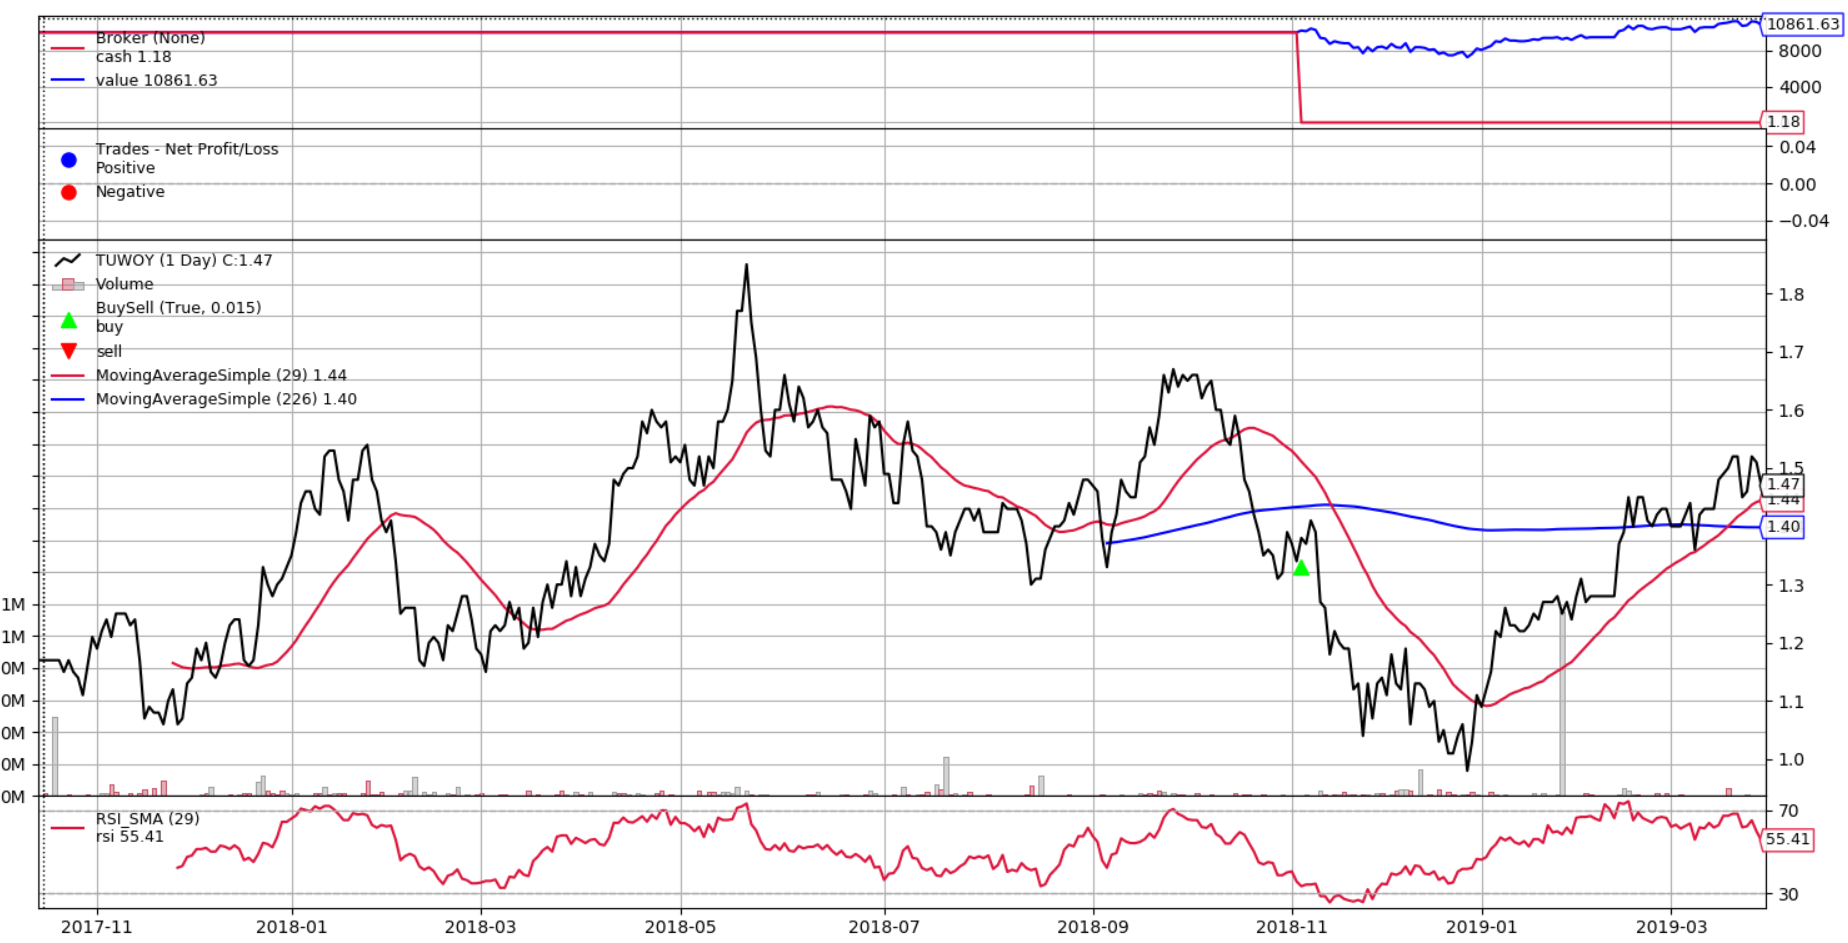 Broker (None)
cash 1.18
value 10861.63
10861.63
8000
4000
1.18
Trades - Net Profit/Loss
Positive
Negative
0.04
0.00
−0.04
TUWOY (1 Day) C:1.47
Volume
BuySell (True, 0.015)
buy
sell
MovingAverageSimple (29) 1.44
MovingAverageSimple (226) 1.40
1.8
1.7
1.6
1.5
1.47
1.44
1.40
1.3
1.2
1.1
1.0
1M
1M
0M
0M
0M
0M
0M
RSI_SMA (29)
rsi 55.41
70
55.41
30
2017-11
2018-01
2018-03
2018-05
2018-07
2018-09
2018-11
2019-01
2019-03